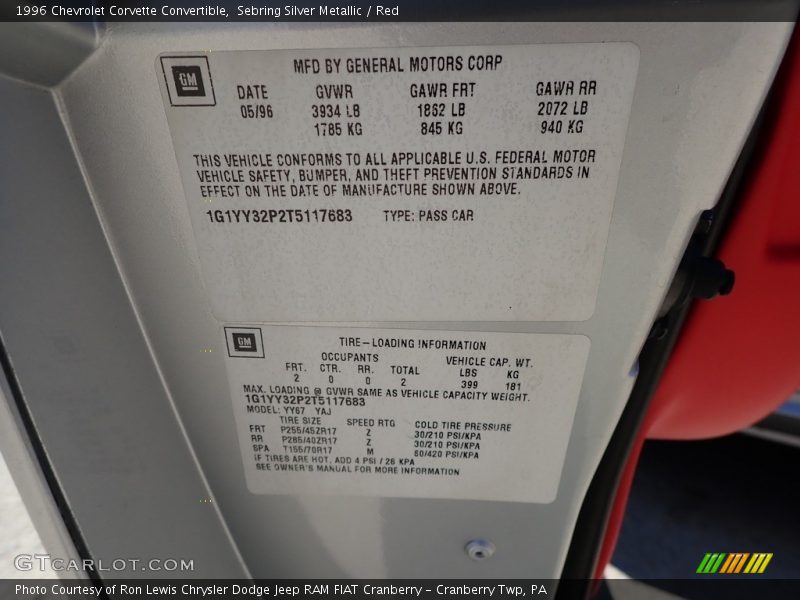 1996 Chevrolet Corvette Convertible,  Sebring Silver Metallic / Red
GM
MFD BY GENERAL MOTORS CORP
DATE GVWR GAWR FRT GAWR RR
05/96 3934 LB 1862 LB 2072 LB
1785 KG 845 KG 940 KG
THIS VEHICLE CONFORMS TO ALL APPLICABLE U.S. FEDERAL MOTOR
VEHICLE SAFETY, BUMPER, AND THEFT PREVENTION STANDARDS IN
EFFECT ON THE DATE OF MANUFACTURE SHOWN ABOVE.
1G1YY32P2T5117683 TYPE: PASS CAR
GM
TIRE-LOADING INFORMATION
OCCUPANTS VEHICLE CAP. WT.
FRT. CTR. RR. TOTAL LBS KG
2 0 0 2 399 181
MAX. LOADING @ GVWR SAME AS VEHICLE CAPACITY WEIGHT.
1G1YY32P2T5117683
MODEL: YY67 YAJ
TIRE SIZE SPEED RTG COLD TIRE PRESSURE
FRT P255/45ZR17 Z 30/210 PSI/KPA
RR P285/40ZR17 Z 30/210 PSI/KPA
SPA T155/70R17 M 60/420 PSI/KPA
IF TIRES ARE HOT, ADD 4 PSI / 28 KPA
SEE OWNER'S MANUAL FOR MORE INFORMATION
GTCARLOT.COM
Photo Courtesy of Ron Lewis Chrysler Dodge Jeep RAM FIAT Cranberry - Cranberry Twp, PA